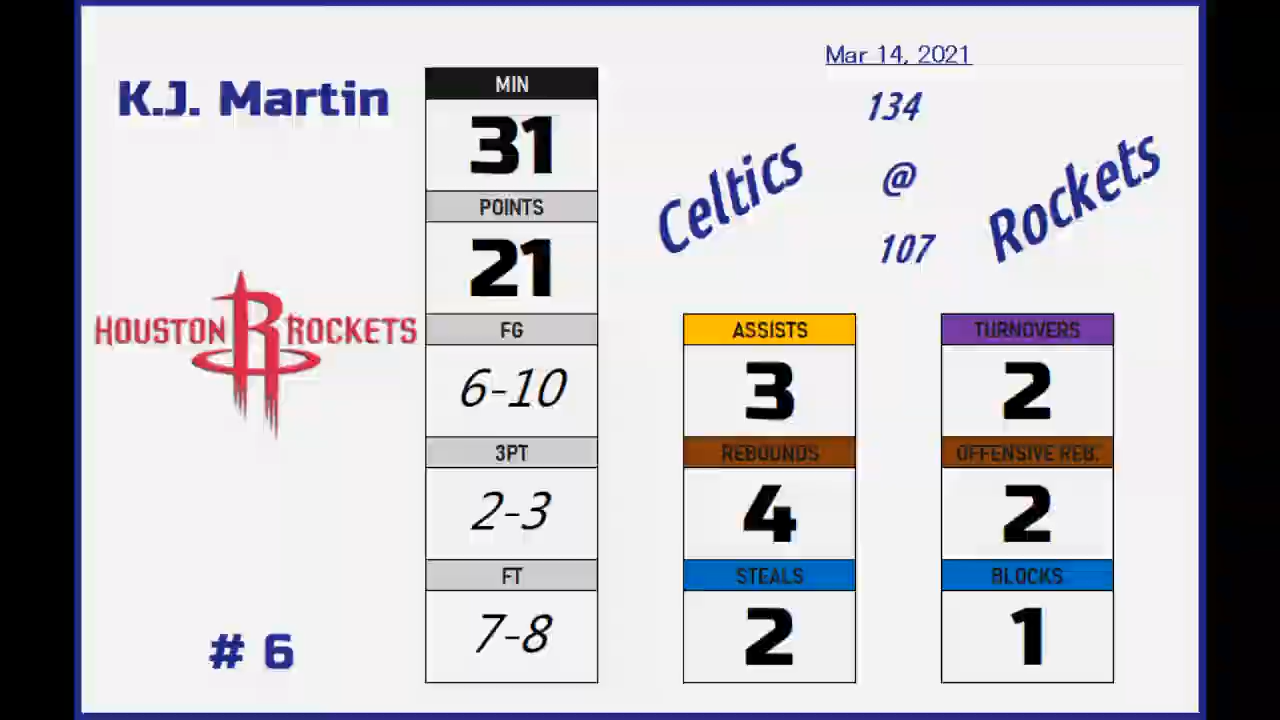 K.J. Martin
HOUSTON R ROCKETS
# 6
MIN
31
POINTS
21
FG
6-10
3PT
2-3
FT
7-8
Mar 14, 2021
Celtics
134
@
107
Rockets
ASSISTS
3
REBOUNDS
4
STEALS
2
TURNOVERS
2
OFFENSIVE REB.
2
BLOCKS
1